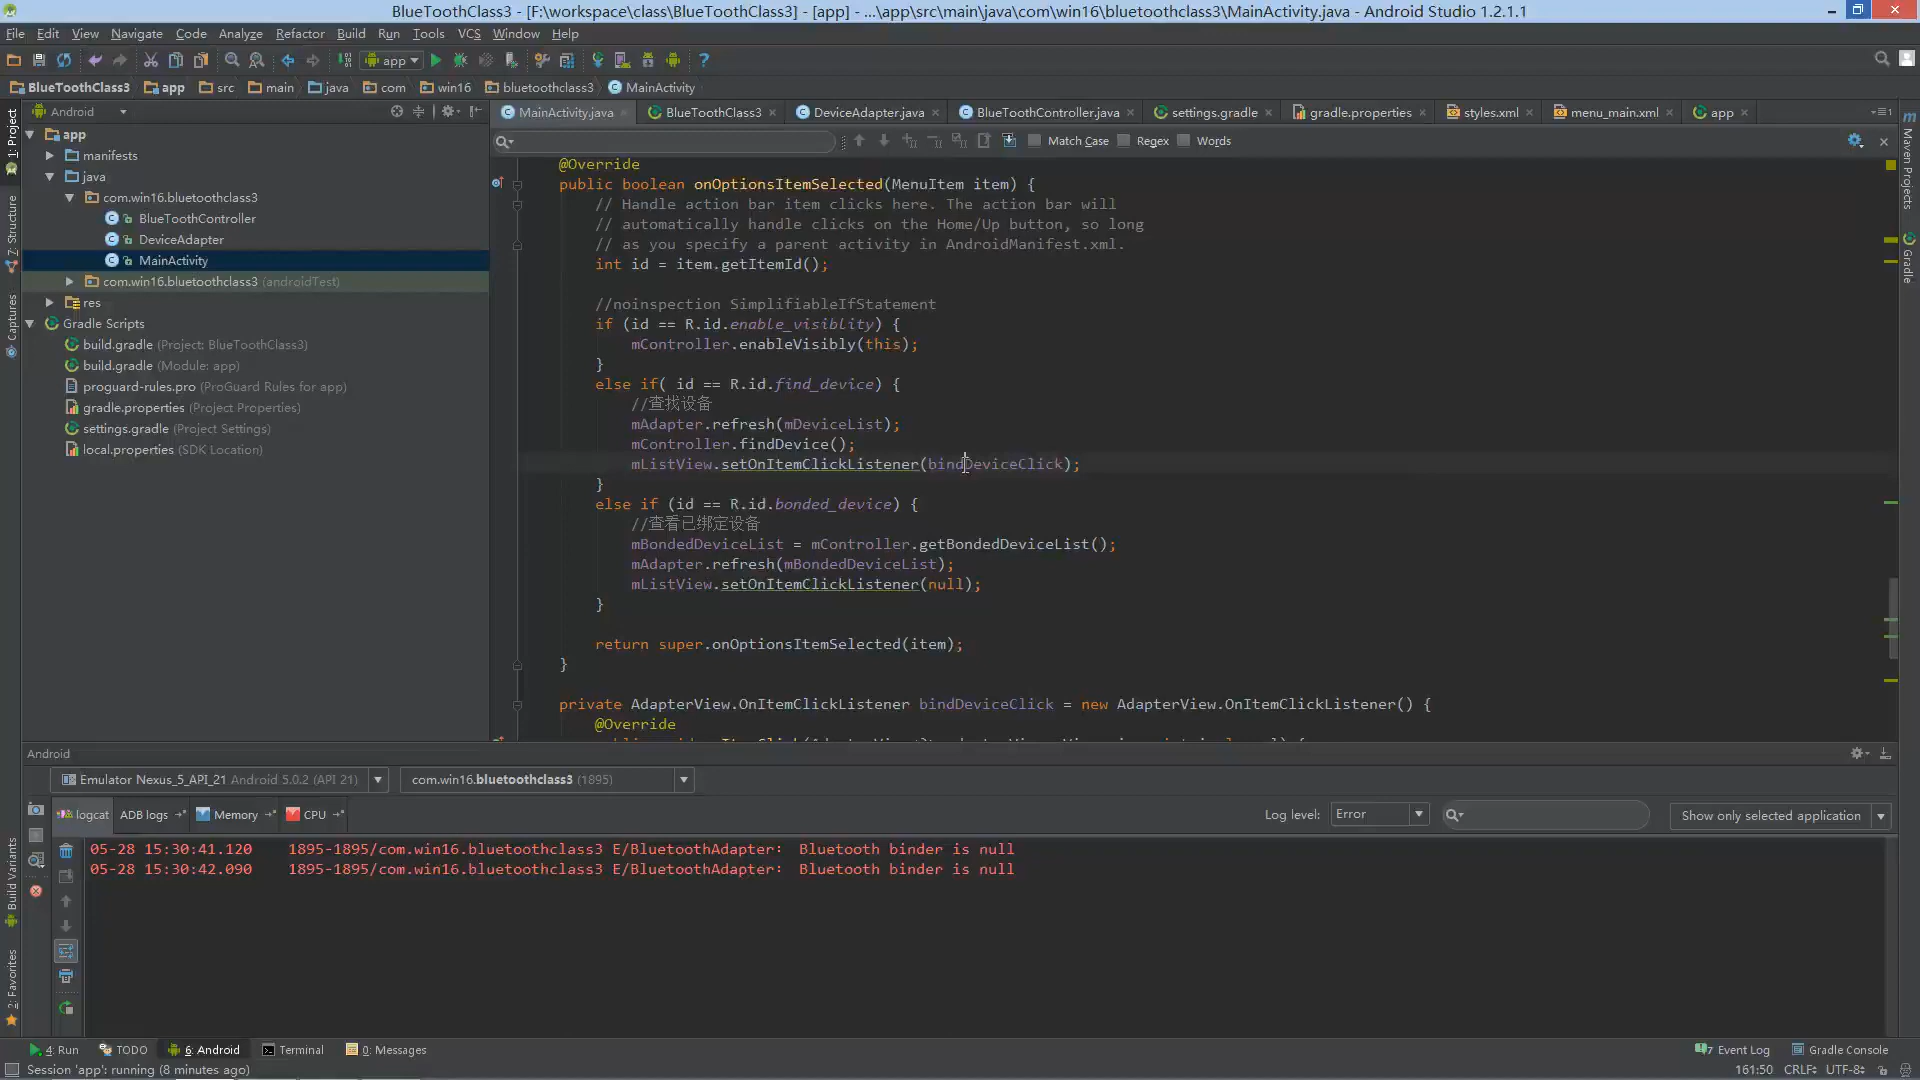 BlueToothClass3 - [F:\workspace\class\BlueToothClass3] - [app] - ...\app\src\main\java\com\win16\bluetoothclass3\MainActivity.java - Android Studio 1.2.1.1
File Edit View Navigate Code Analyze Refactor Build Run Tools VCS Window Help
app
BlueToothClass3 app src main java com win16 bluetoothclass3 MainActivity
Android
MainActivity.java BlueToothClass3 DeviceAdapter.java BlueToothController.java settings.gradle gradle.properties styles.xml menu_main.xml app
Match Case Regex Words
1: Project
7: Structure
Captures
Build Variants
2: Favorites
app
manifests
java
com.win16.bluetoothclass3
BlueToothController
DeviceAdapter
MainActivity
com.win16.bluetoothclass3 (androidTest)
res
Gradle Scripts
build.gradle (Project: BlueToothClass3)
build.gradle (Module: app)
proguard-rules.pro (ProGuard Rules for app)
gradle.properties (Project Properties)
settings.gradle (Project Settings)
local.properties (SDK Location)
@Override
public boolean onOptionsItemSelected(MenuItem item) {
// Handle action bar item clicks here. The action bar will
// automatically handle clicks on the Home/Up button, so long
// as you specify a parent activity in AndroidManifest.xml.
int id = item.getItemId();
//noinspection SimplifiableIfStatement
if (id == R.id.enable_visiblity) {
mController.enableVisibly(this);
}
else if( id == R.id.find_device) {
//查找设备
mAdapter.refresh(mDeviceList);
mController.findDevice();
mListView.setOnItemClickListener(bindDeviceClick);
}
else if (id == R.id.bonded_device) {
//查看已绑定设备
mBondedDeviceList = mController.getBondedDeviceList();
mAdapter.refresh(mBondedDeviceList);
mListView.setOnItemClickListener(null);
}
return super.onOptionsItemSelected(item);
}
private AdapterView.OnItemClickListener bindDeviceClick = new AdapterView.OnItemClickListener() {
@Override
Maven Projects
Gradle
Android
Emulator Nexus_5_API_21 Android 5.0.2 (API 21) com.win16.bluetoothclass3 (1895)
logcat ADB logs Memory CPU Log level: Error Show only selected application
05-28 15:30:41.120 1895-1895/com.win16.bluetoothclass3 E/BluetoothAdapter: Bluetooth binder is null
05-28 15:30:42.090 1895-1895/com.win16.bluetoothclass3 E/BluetoothAdapter: Bluetooth binder is null
4: Run TODO 6: Android Terminal 0: Messages 7 Event Log Gradle Console
Session 'app': running (8 minutes ago) 161:50 CRLF UTF-8